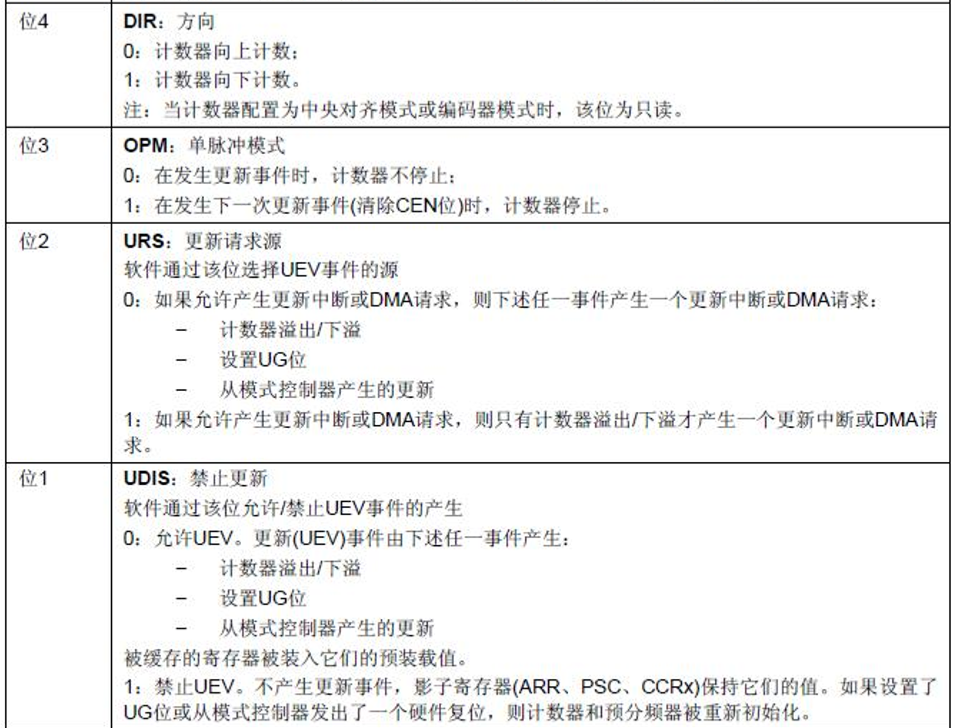 位4
DIR：方向
0：计数器向上计数；
1：计数器向下计数。
注：当计数器配置为中央对齐模式或编码器模式时，该位为只读。
位3
OPM：单脉冲模式
0：在发生更新事件时，计数器不停止；
1：在发生下一次更新事件(清除CEN位)时，计数器停止。
位2
URS：更新请求源
软件通过该位选择UEV事件的源
0：如果允许产生更新中断或DMA请求，则下述任一事件产生一个更新中断或DMA请求：
– 计数器溢出/下溢
– 设置UG位
– 从模式控制器产生的更新
1：如果允许产生更新中断或DMA请求，则只有计数器溢出/下溢才产生一个更新中断或DMA请
求。
位1
UDIS：禁止更新
软件通过该位允许/禁止UEV事件的产生
0：允许UEV。更新(UEV)事件由下述任一事件产生：
– 计数器溢出/下溢
– 设置UG位
– 从模式控制器产生的更新
被缓存的寄存器被装入它们的预装载值。
1：禁止UEV。不产生更新事件，影子寄存器(ARR、PSC、CCRx)保持它们的值。如果设置了
UG位或从模式控制器发出了一个硬件复位，则计数器和预分频器被重新初始化。